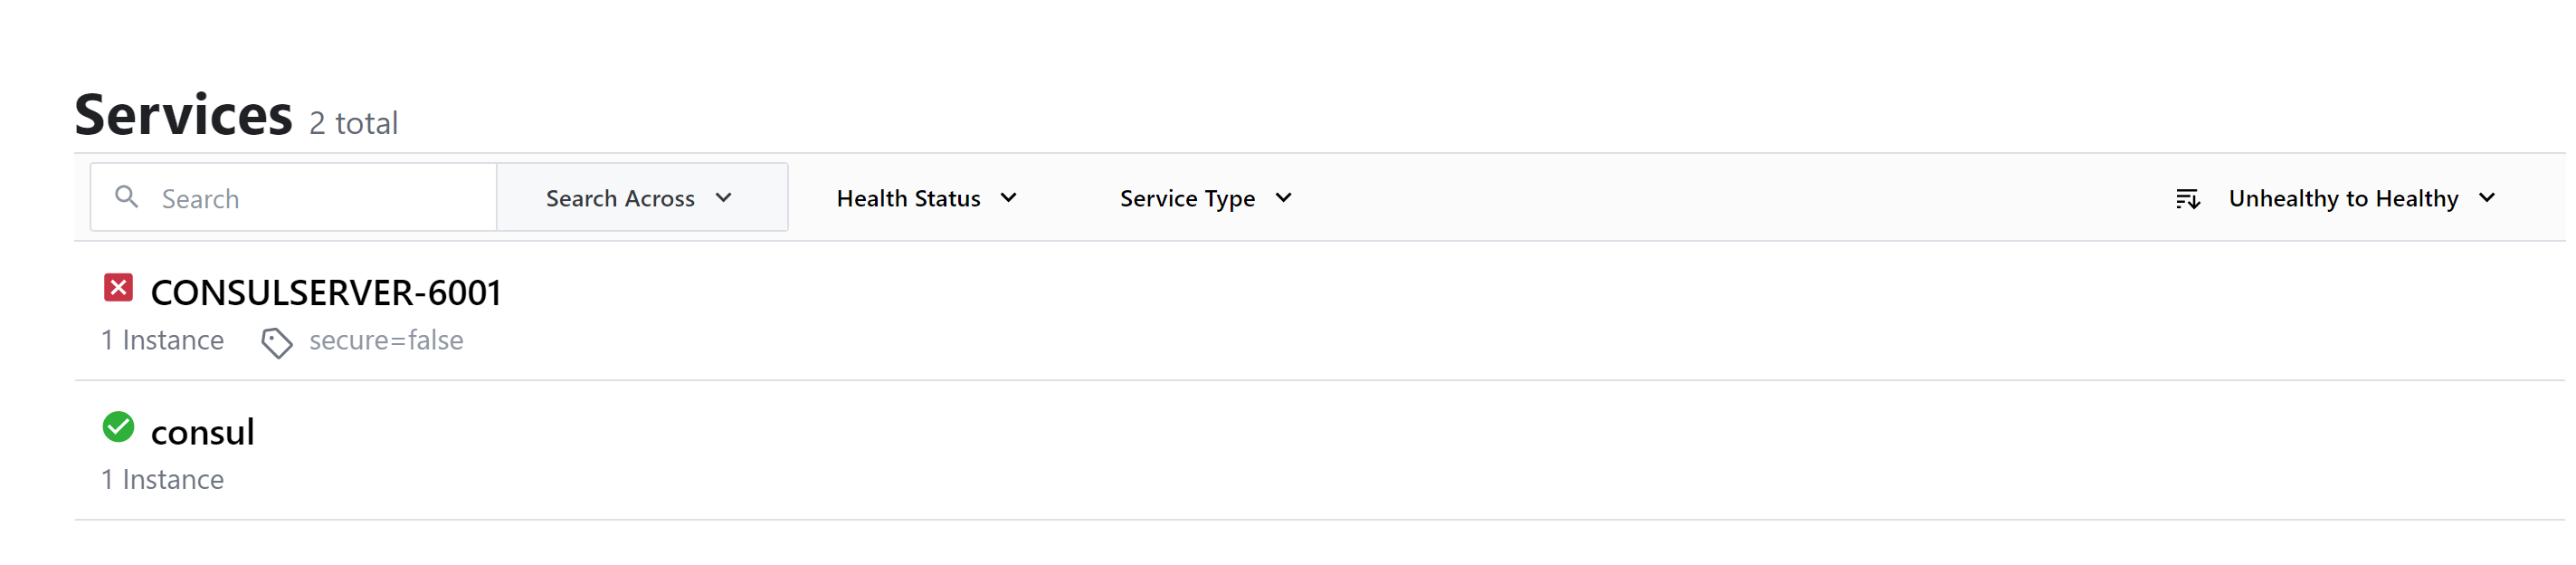 Services 2 total
Search Search Across Health Status Service Type Unhealthy to Healthy
CONSULSERVER-6001
1 Instance secure=false
consul
1 Instance